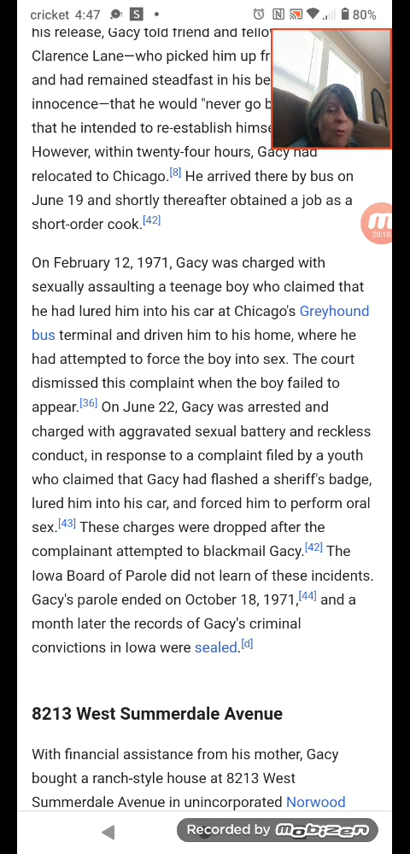 cricket 4:47 S • 80%
his release, Gacy told friend and fello
Clarence Lane—who picked him up fr
and had remained steadfast in his be
innocence—that he would "never go b
that he intended to re-establish himse
However, within twenty-four hours, Gacy had
relocated to Chicago.[8] He arrived there by bus on
June 19 and shortly thereafter obtained a job as a
short-order cook.[42]
m
20:10
On February 12, 1971, Gacy was charged with
sexually assaulting a teenage boy who claimed that
he had lured him into his car at Chicago's Greyhound
bus terminal and driven him to his home, where he
had attempted to force the boy into sex. The court
dismissed this complaint when the boy failed to
appear.[36] On June 22, Gacy was arrested and
charged with aggravated sexual battery and reckless
conduct, in response to a complaint filed by a youth
who claimed that Gacy had flashed a sheriff's badge,
lured him into his car, and forced him to perform oral
sex.[43] These charges were dropped after the
complainant attempted to blackmail Gacy.[42] The
Iowa Board of Parole did not learn of these incidents.
Gacy's parole ended on October 18, 1971,[44] and a
month later the records of Gacy's criminal
convictions in Iowa were sealed.[d]
8213 West Summerdale Avenue
With financial assistance from his mother, Gacy
bought a ranch-style house at 8213 West
Summerdale Avenue in unincorporated Norwood
Recorded by mobizen